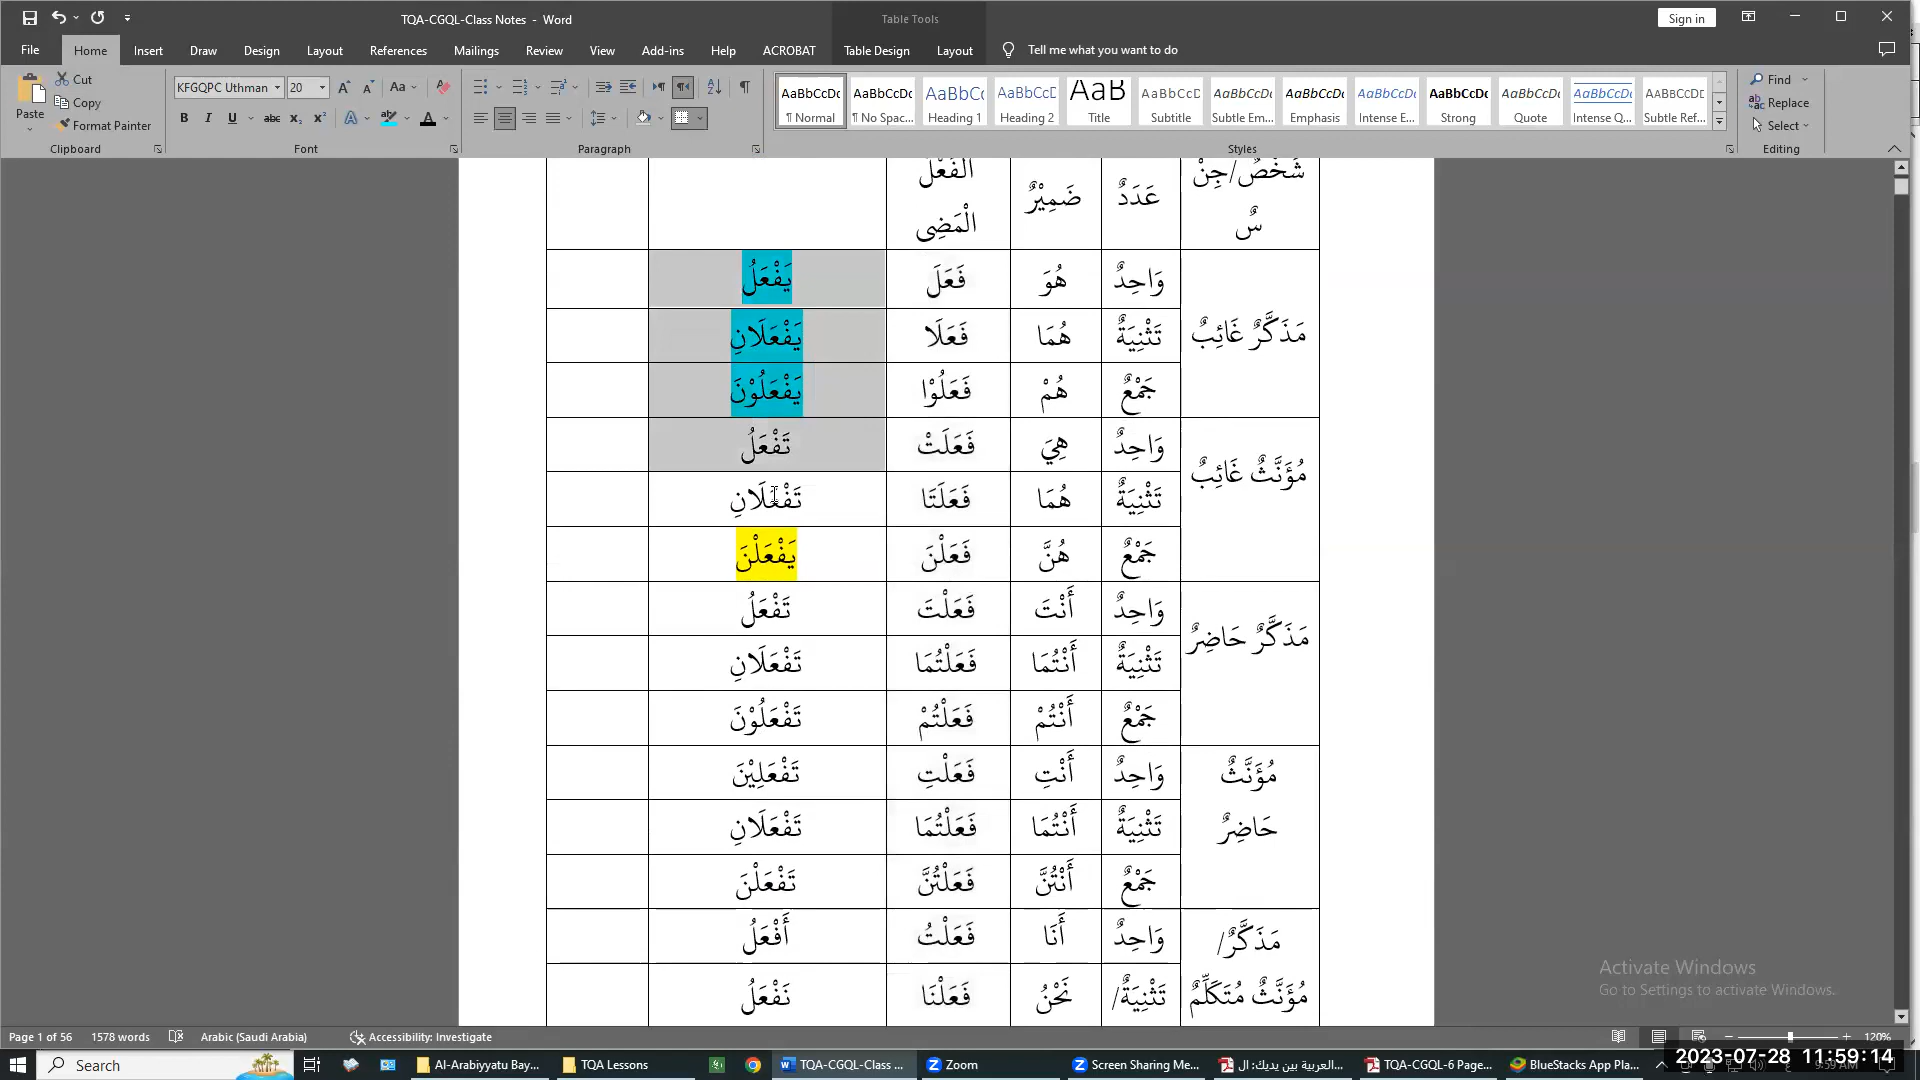 TQA-CGQL-Class Notes - Word
Table Tools
Sign in
File Home Insert Draw Design Layout References Mailings Review View Add-ins Help ACROBAT Table Design Layout Tell me what you want to do
Paste
Cut
Copy
Format Painter
KFGQPC Uthman 20
AaBbCcDc AaBbCcDc AaBbCc AaBbCcD AaB AaBbCcD AaBbCcDc AaBbCcDc AaBbCcDc AaBbCcDc AaBbCcDc AaBbCcDc AABBCCDD
¶ Normal ¶ No Spac... Heading 1 Heading 2 Title Subtitle Subtle Em... Emphasis Intense E... Strong Quote Intense Q... Subtle Ref...
Find
Replace
Select
Clipboard Font Paragraph Styles Editing
شَخْصٌ/جِنْسٌ عَدَدٌ ضَمِيْرٌ الْفَعْلُ الْمَضِى
مَذَكَّرٌ غَائِبٌ
وَاحِدٌ هُوَ فَعَلَ يَفْعَلُ
تَثْنِيَةٌ هُمَا فَعَلَا يَفْعَلَانِ
جَمْعٌ هُمْ فَعَلُوْا يَفْعَلُوْنَ
مُؤَنَّثٌ غَائِبٌ
وَاحِدٌ هِيَ فَعَلَتْ تَفْعَلُ
تَثْنِيَةٌ هُمَا فَعَلَتَا تَفْعَلَانِ
جَمْعٌ هُنَّ فَعَلْنَ يَفْعَلْنَ
مَذَكَّرٌ حَاضِرٌ
وَاحِدٌ أَنْتَ فَعَلْتَ تَفْعَلُ
تَثْنِيَةٌ أَنْتُمَا فَعَلْتُمَا تَفْعَلَانِ
جَمْعٌ أَنْتُمْ فَعَلْتُمْ تَفْعَلُوْنَ
مُؤَنَّثٌ حَاضِرٌ
وَاحِدٌ أَنْتِ فَعَلْتِ تَفْعَلِيْنَ
تَثْنِيَةٌ أَنْتُمَا فَعَلْتُمَا تَفْعَلَانِ
جَمْعٌ أَنْتُنَّ فَعَلْتُنَّ تَفْعَلْنَ
مَذَكَّرٌ/ مُؤَنَّثٌ مُتَكَلِّمٌ
وَاحِدٌ أَنَا فَعَلْتُ أَفْعَلُ
تَثْنِيَةٌ/ نَحْنُ فَعَلْنَا نَفْعَلُ
Activate Windows
Go to Settings to activate Windows.
Page 1 of 56 1578 words Arabic (Saudi Arabia) Accessibility: Investigate 120%
Search Al-Arabiyyatu Bay... TQA Lessons TQA-CGQL-Class ... Zoom Screen Sharing Me... العربية بين يديك: ال... TQA-CGQL-6 Page... BlueStacks App Pla...
2023-07-28 11:59:14